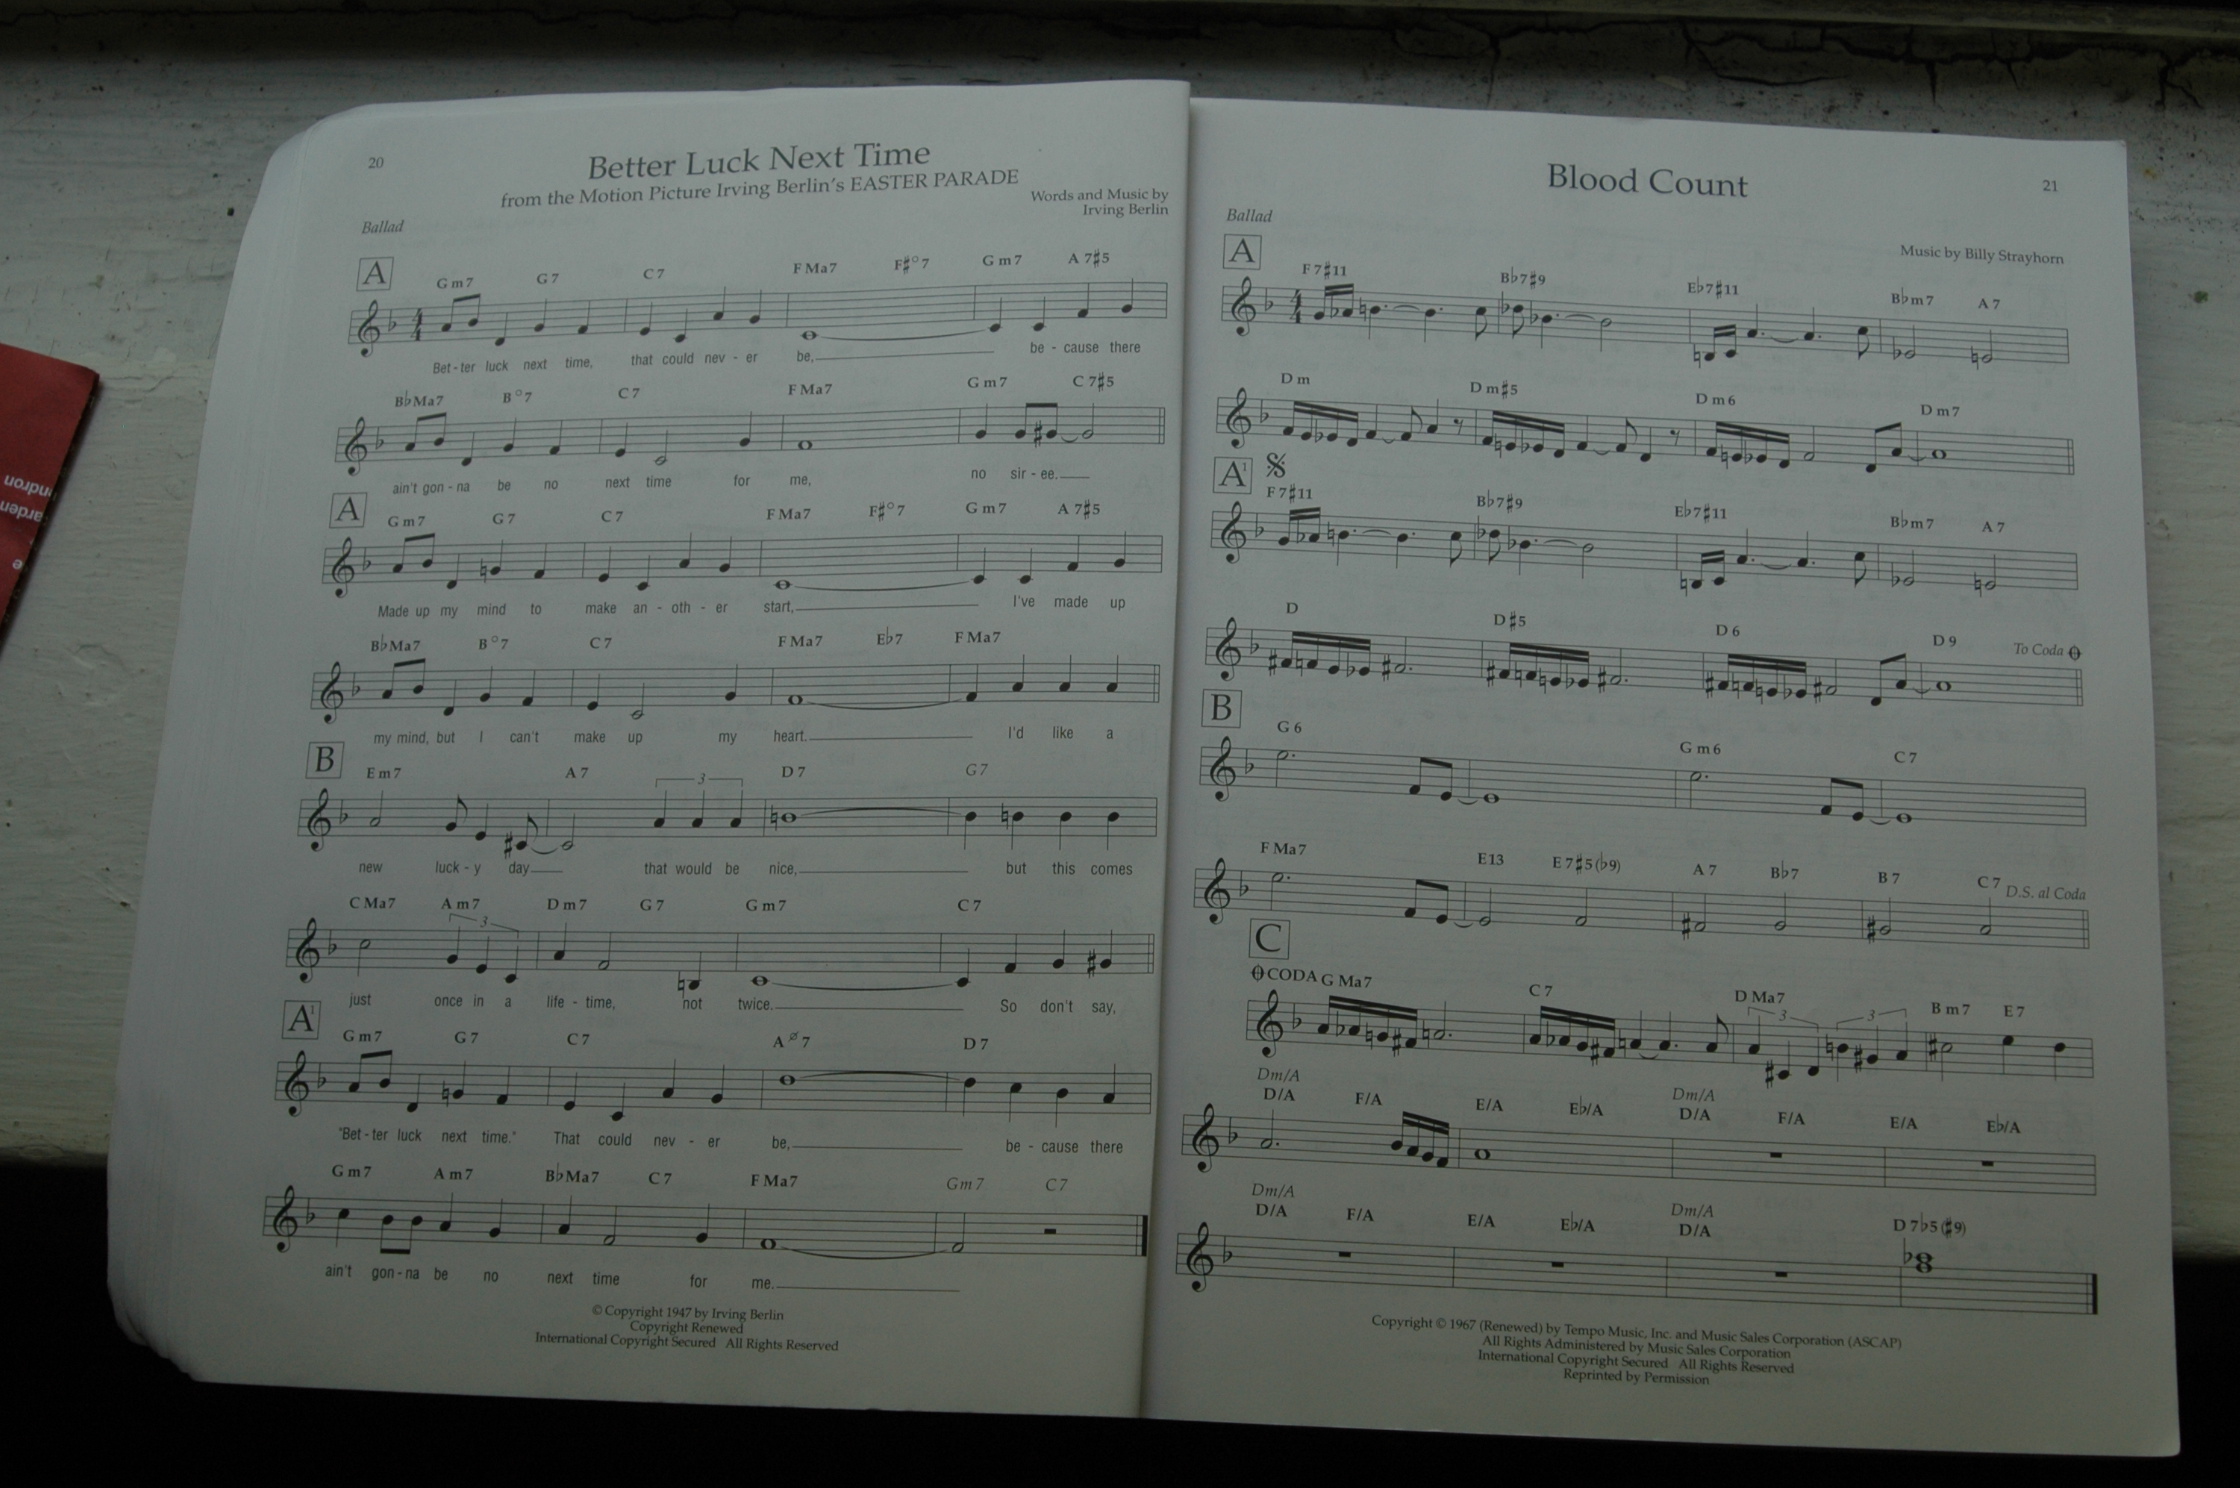 20
Better Luck Next Time
from the Motion Picture Irving Berlin's EASTER PARADE
Words and Music by
Irving Berlin
Ballad
A
Gm7 G7 C7 FMa7 F♯°7 Gm7 A7♯5
4/4
Bet - ter luck next time, that could nev - er be, be - cause there
B♭Ma7 B°7 C7 FMa7 Gm7 C7♯5
ain't gon - na be no next time for me, no sir - ee.
A
Gm7 G7 C7 FMa7 F♯°7 Gm7 A7♯5
Made up my mind to make an - oth - er start, I've made up
B♭Ma7 B°7 C7 FMa7 E♭7 FMa7
my mind, but I can't make up my heart. I'd like a
B
Em7 A7 3 D7 G7
new luck - y day that would be nice, but this comes
CMa7 Am7 Dm7 G7 Gm7 C7
3
just once in a life - time, not twice. So don't say,
A1
Gm7 G7 C7 Aø7 D7
"Bet - ter luck next time." That could nev - er be, be - cause there
Gm7 Am7 B♭Ma7 C7 FMa7 Gm7 C7
ain't gon - na be no next time for me.
© Copyright 1947 by Irving Berlin
Copyright Renewed
International Copyright Secured All Rights Reserved
Blood Count
21
Ballad
Music by Billy Strayhorn
A
F7♯11 B♭7♯9 E♭7♯11 B♭m7 A7
4/4
Dm Dm♯5 Dm6 Dm7
A1
F7♯11 B♭7♯9 E♭7♯11 B♭m7 A7
D D♯5 D6 D9 To Coda
B
G6 Gm6 C7
FMa7 E13 E7♯5(♭9) A7 B♭7 B7 C7 D.S. al Coda
C
CODA GMa7 C7 DMa7 Bm7 E7
3 3
Dm/A Dm/A
D/A F/A E/A E♭/A D/A F/A E/A E♭/A
Dm/A Dm/A
D/A F/A E/A E♭/A D/A D7♭5(♯9)
Copyright © 1967 (Renewed) by Tempo Music, Inc. and Music Sales Corporation (ASCAP)
All Rights Administered by Music Sales Corporation
International Copyright Secured All Rights Reserved
Reprinted by Permission